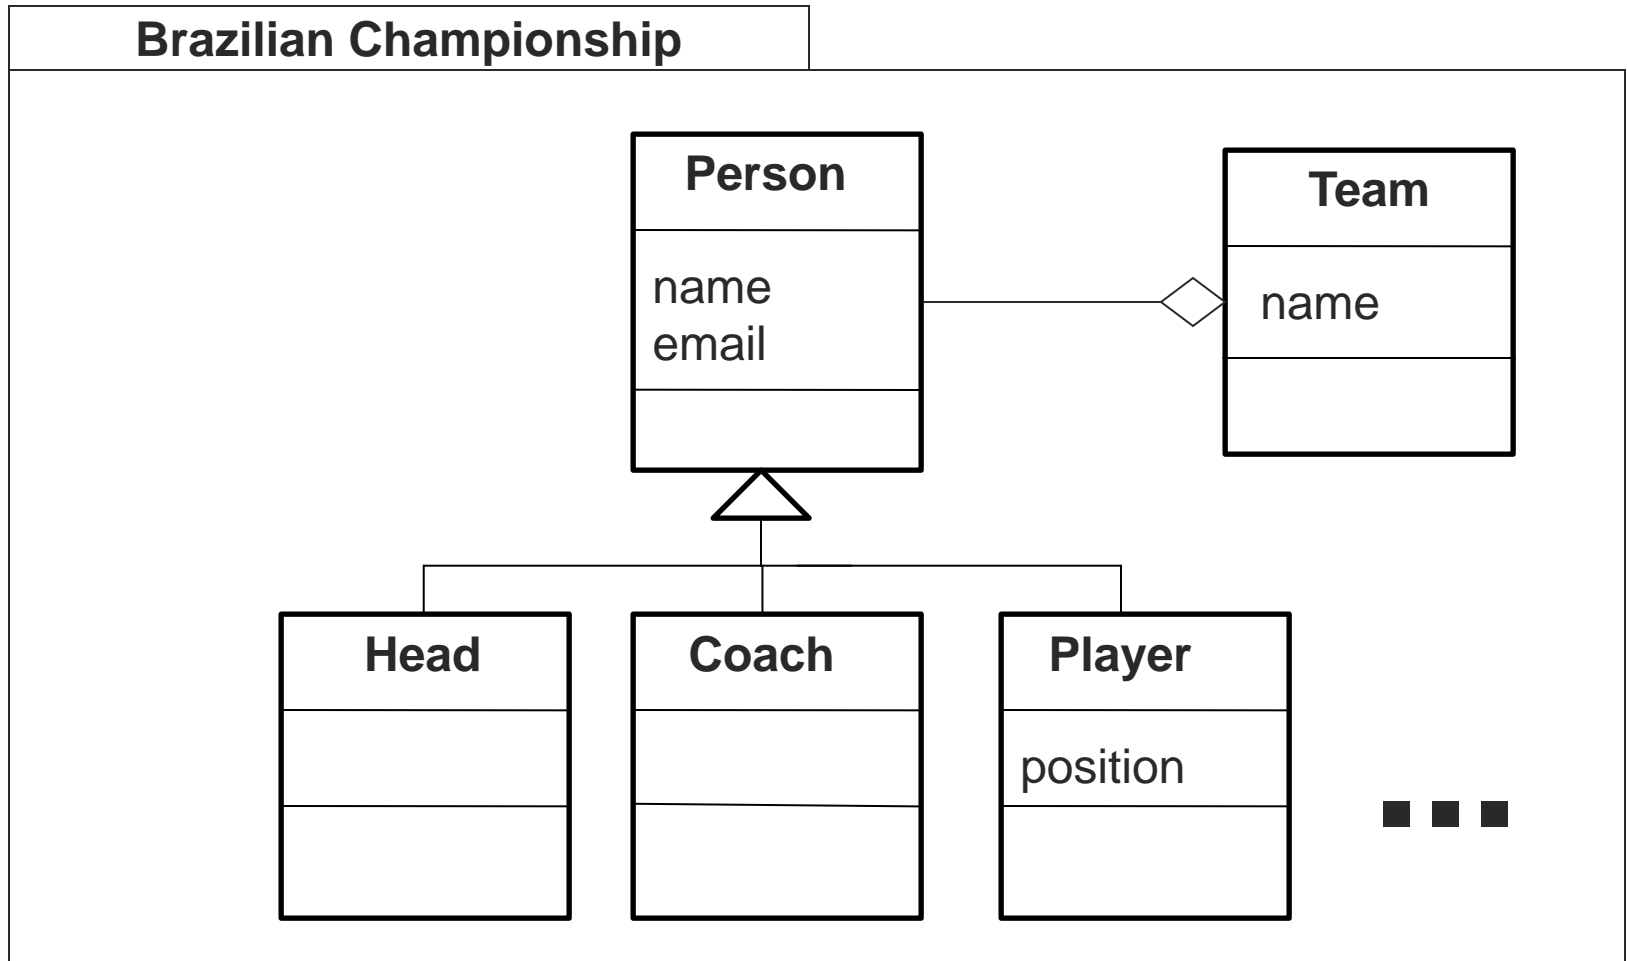 Brazilian Championship
Person
name
email
Team
name
Head
Coach
Player
position